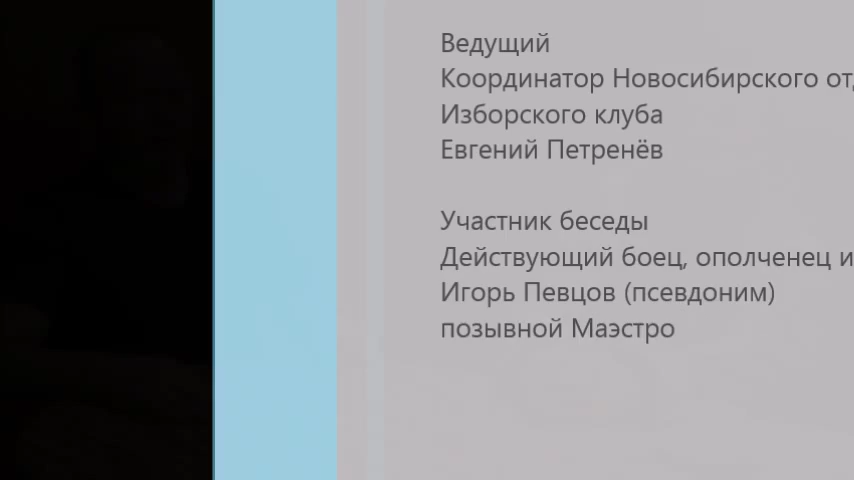 Ведущий
Координатор Новосибирского от
Изборского клуба
Евгений Петренёв
Участник беседы
Действующий боец, ополченец и
Игорь Певцов (псевдоним)
позывной Маэстро